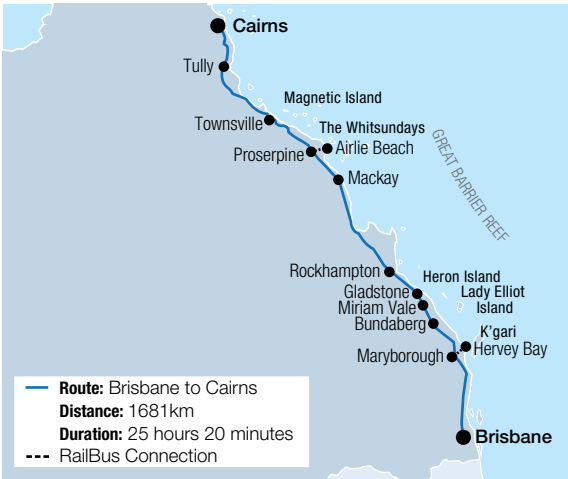 Cairns
Tully
Magnetic Island
Townsville
The Whitsundays
Airlie Beach
Proserpine
GREAT BARRIER REEF
Mackay
Rockhampton
Heron Island
Gladstone
Lady Elliot
Island
Miriam Vale
Bundaberg
K'gari
Hervey Bay
Maryborough
Route: Brisbane to Cairns
Distance: 1681km
Duration: 25 hours 20 minutes
RailBus Connection
Brisbane